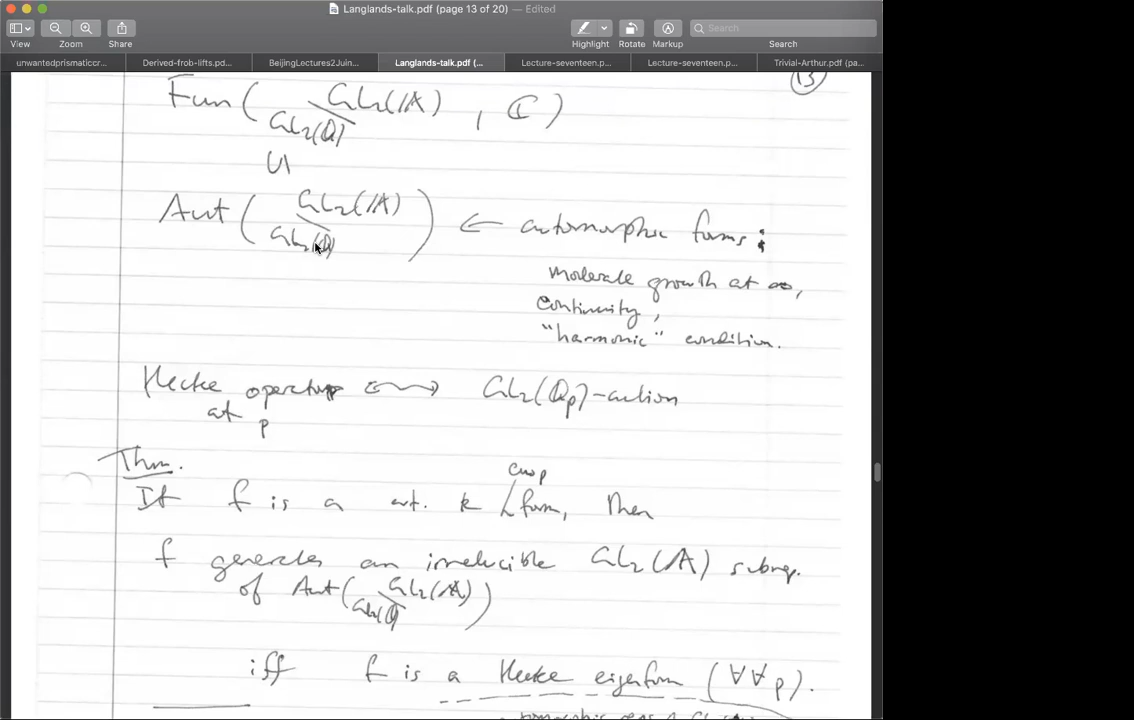 Langlands-talk.pdf (page 13 of 20) — Edited
View Zoom Share Highlight Rotate Markup Search
Search
unwantedprismaticcr... Derived-frob-lifts.pd... BeijingLectures2Juin... Langlands-talk.pdf (... Lecture-seventeen.p... Lecture-seventeen.p... Trivial-Arthur.pdf (pa...
13
Fun ( GL₂(Q) \ GL₂(𝔸) , ℂ )
∪|
Aut ( GL₂(Q) \ GL₂(𝔸) ) ← automorphic forms:
moderate growth at ∞,
continuity,
"harmonic" condition.
Hecke operators ⟷ GL₂(Qp)-action
at p
Thm.
If f is a wt. k cusp form, then
f generates an irreducible GL₂(𝔸) subrep.
of Aut ( GL₂(Q) \ GL₂(𝔸) )
iff f is a Hecke eigenform (∀∀ p).